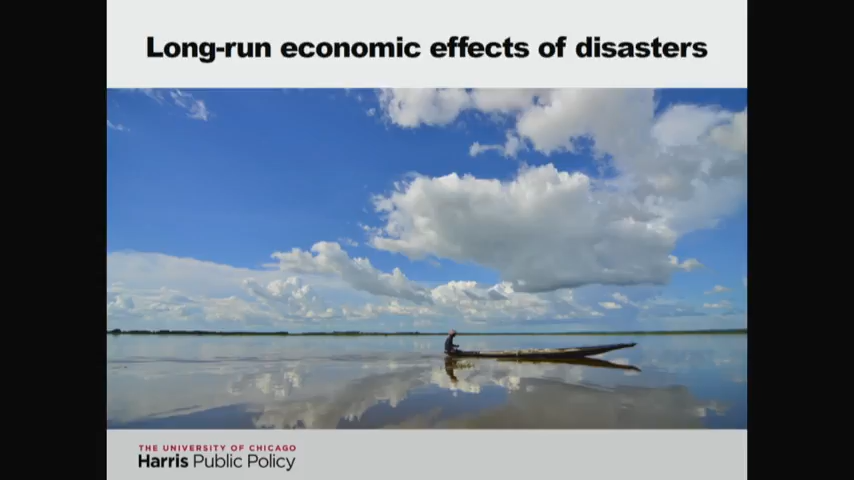 Long-run economic effects of disasters
THE UNIVERSITY OF CHICAGO
Harris Public Policy